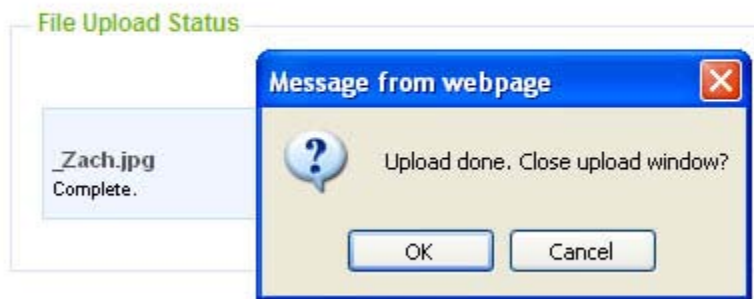 File Upload Status
Message from webpage
_Zach.jpg
Complete.
Upload done. Close upload window?
OK
Cancel